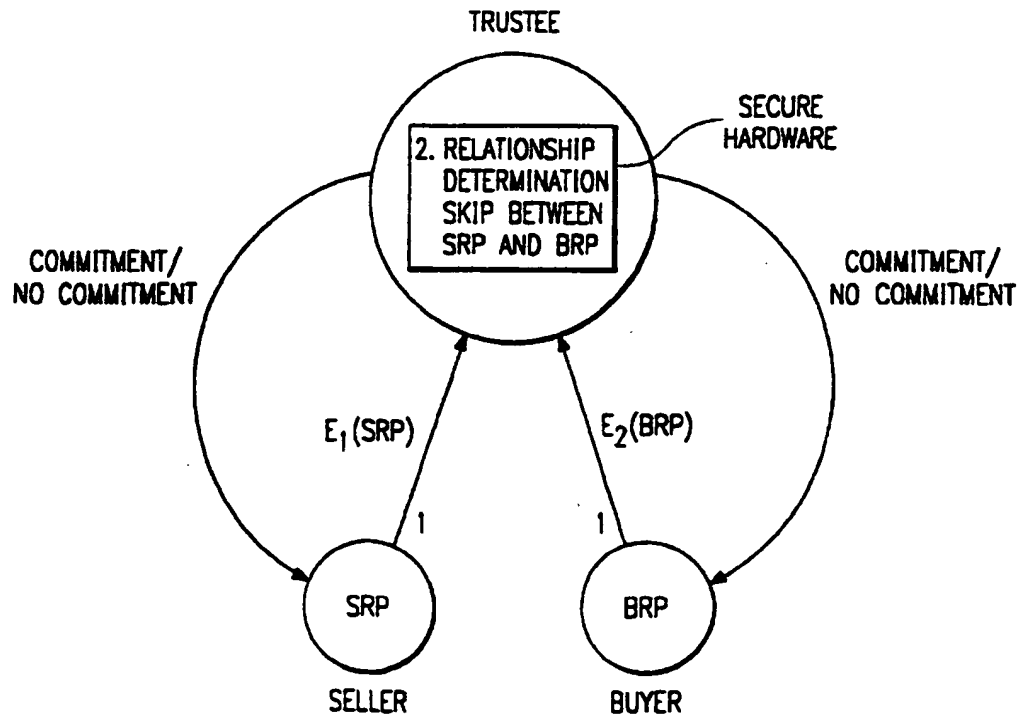 TRUSTEE
SECURE
HARDWARE
2. RELATIONSHIP
DETERMINATION
SKIP BETWEEN
SRP AND BRP
COMMITMENT/
NO COMMITMENT
COMMITMENT/
NO COMMITMENT
E₁(SRP)
E₂(BRP)
1
1
SRP
BRP
SELLER
BUYER